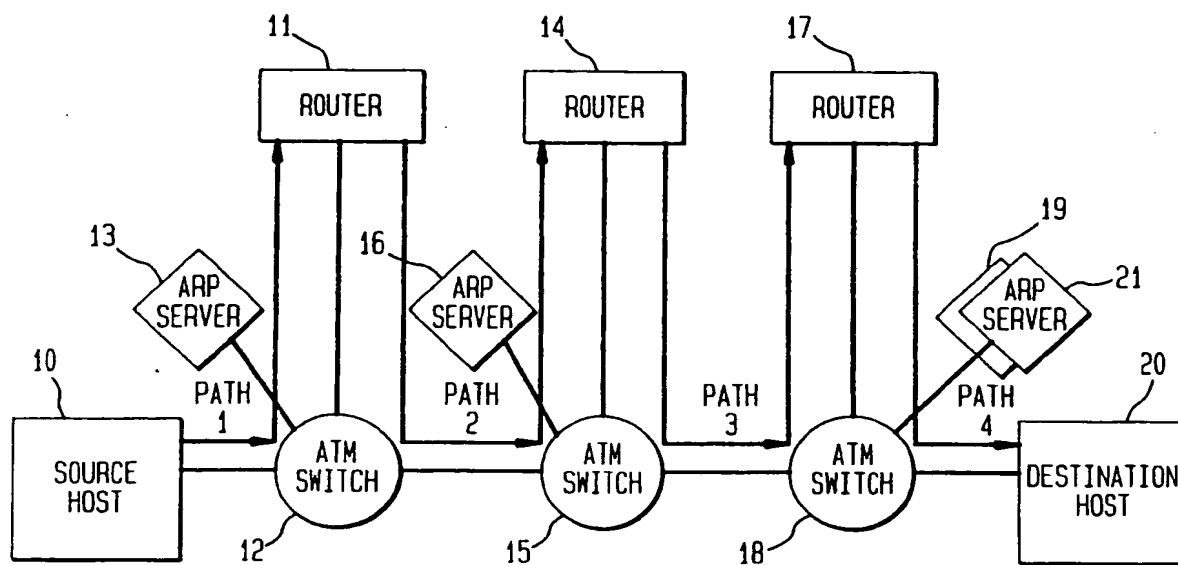 11
14
17
ROUTER
ROUTER
ROUTER
13
ARP
SERVER
16
ARP
SERVER
19
21
ARP
SERVER
10
PATH
1
PATH
2
PATH
3
PATH
4
20
SOURCE
HOST
ATM
SWITCH
ATM
SWITCH
ATM
SWITCH
DESTINATION
HOST
12
15
18